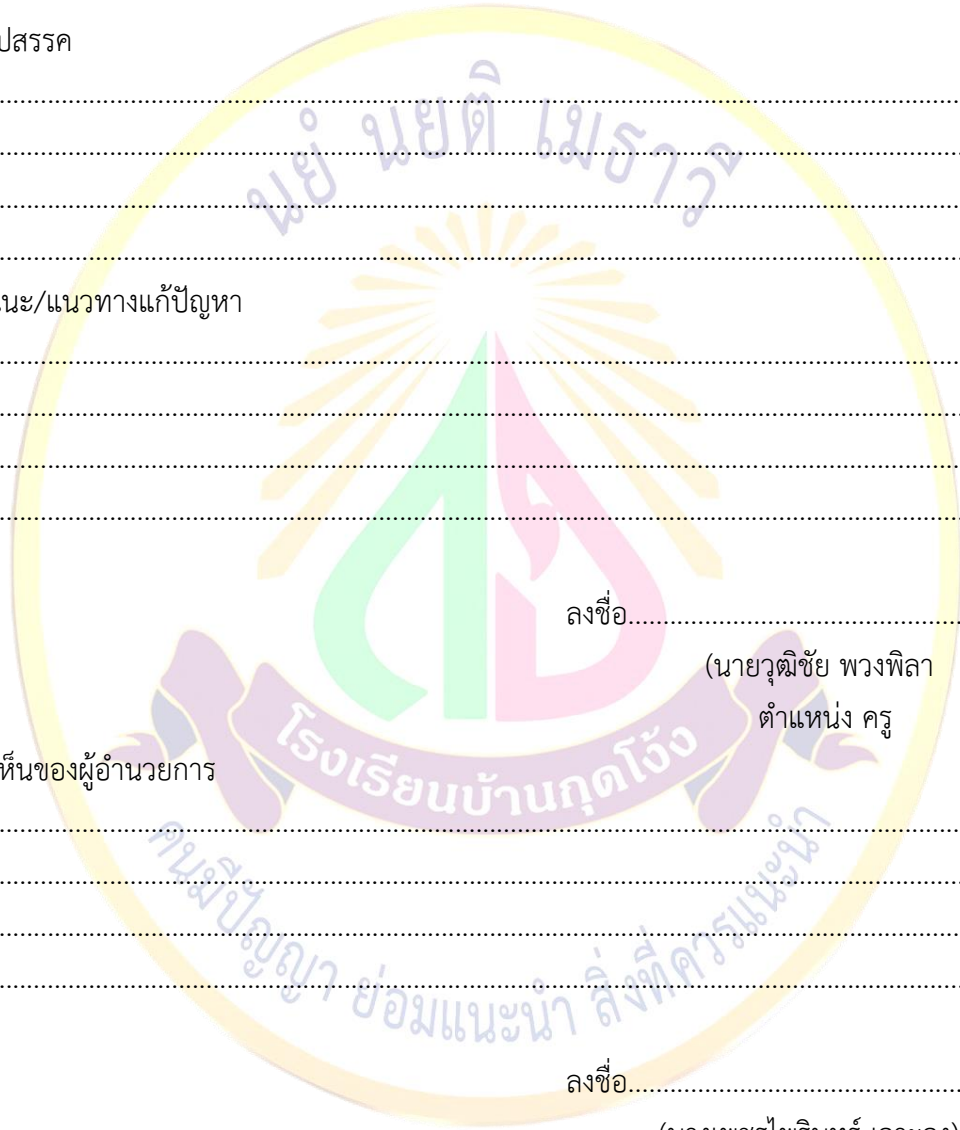 ปสรรค
....................................................................................................
....................................................................................................
....................................................................................................
....................................................................................................
นะ/แนวทางแก้ปัญหา
....................................................................................................
....................................................................................................
....................................................................................................
....................................................................................................
ลงชื่อ..................................................
(นายวุฒิชัย พวงพิลา
ตำแหน่ง ครู
ห็นของผู้อำนวยการ
....................................................................................................
....................................................................................................
....................................................................................................
....................................................................................................
ลงชื่อ..................................................
นยํ นยติ เมธาวี
โรงเรียนบ้านกุดโง้ง
คนมีปัญญา ย่อมแนะนำ สิ่งที่ควรแนะนำ